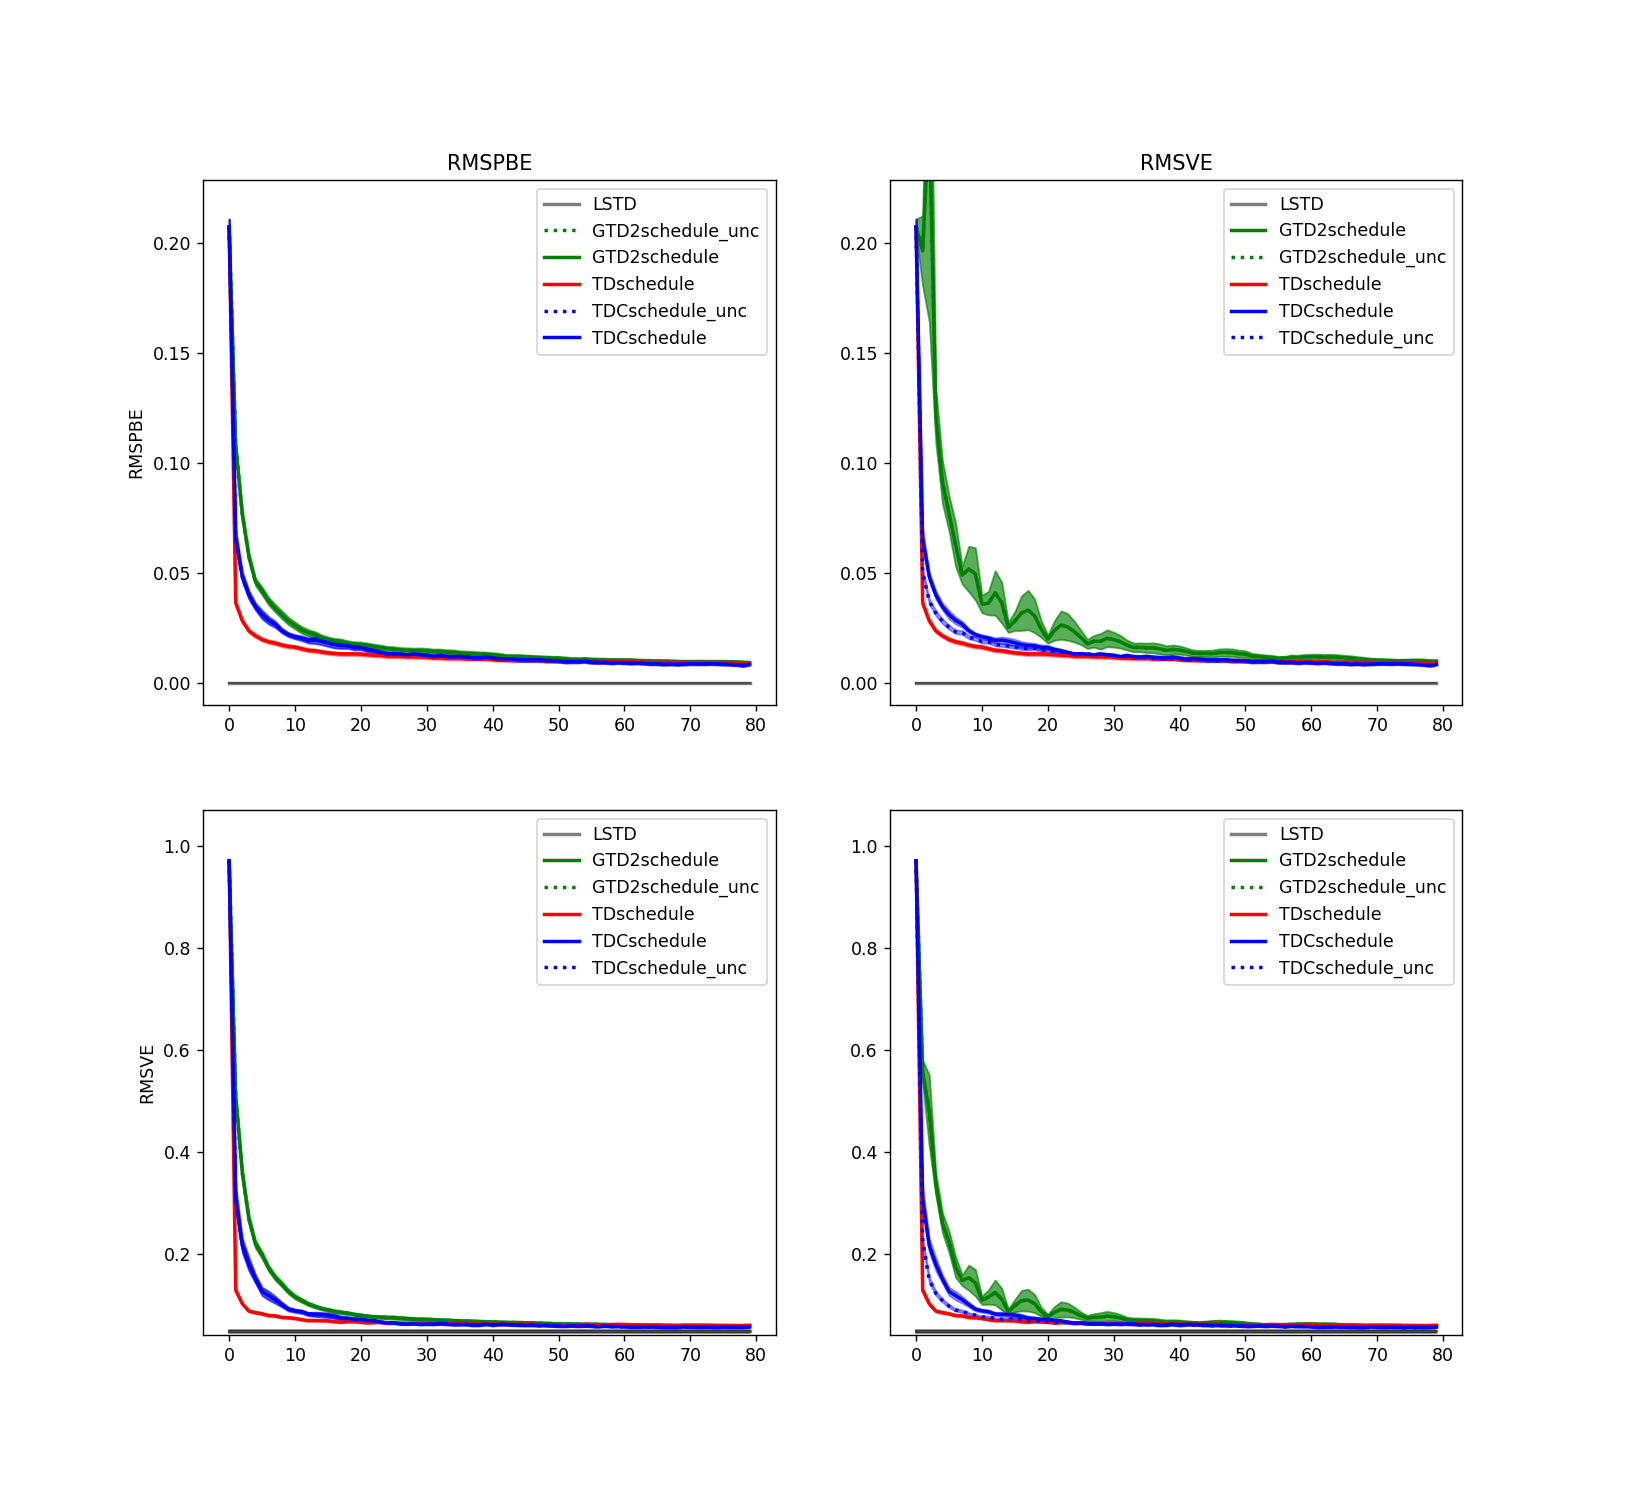 RMSPBE
RMSPBE
0.20
0.15
0.10
0.05
0.00
0 10 20 30 40 50 60 70 80
LSTD
GTD2schedule_unc
GTD2schedule
TDschedule
TDCschedule_unc
TDCschedule
RMSVE
0.20
0.15
0.10
0.05
0.00
0 10 20 30 40 50 60 70 80
LSTD
GTD2schedule
GTD2schedule_unc
TDschedule
TDCschedule
TDCschedule_unc
RMSVE
1.0
0.8
0.6
0.4
0.2
0 10 20 30 40 50 60 70 80
LSTD
GTD2schedule
GTD2schedule_unc
TDschedule
TDCschedule
TDCschedule_unc
1.0
0.8
0.6
0.4
0.2
0 10 20 30 40 50 60 70 80
LSTD
GTD2schedule
GTD2schedule_unc
TDschedule
TDCschedule
TDCschedule_unc